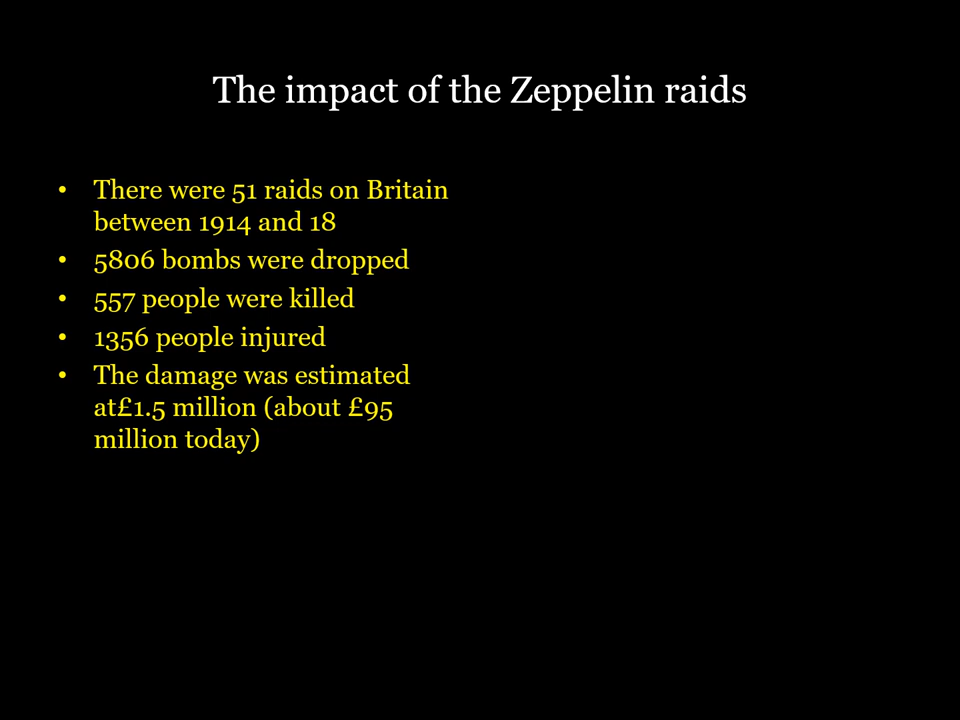 The impact of the Zeppelin raids
• There were 51 raids on Britain
between 1914 and 18
• 5806 bombs were dropped
• 557 people were killed
• 1356 people injured
• The damage was estimated
at£1.5 million (about £95
million today)